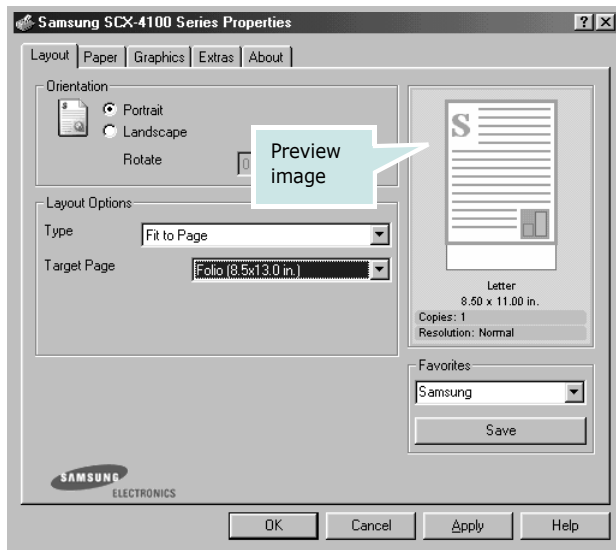 Samsung SCX-4100 Series Properties
Layout Paper Graphics Extras About
Orientation
Portrait
Landscape
Rotate
0
Preview
image
Layout Options
Type Fit to Page
Target Page Folio (8.5x13.0 in.)
S
Letter
8.50 x 11.00 in.
Copies: 1
Resolution: Normal
Favorites
Samsung
Save
SAMSUNG
ELECTRONICS
OK Cancel Apply Help